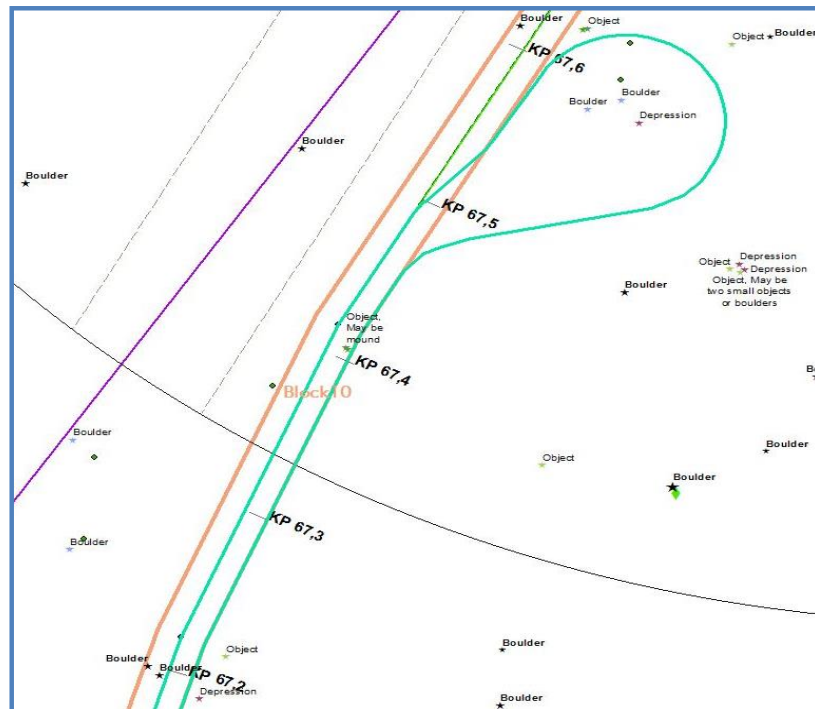 Boulder
Object
Object
Boulder
KP 67,6
Boulder
Boulder
Depression
Boulder
Boulder
KP 67,5
Object
Depression
Depression
Object, May be
two small objects
or boulders
Boulder
Object,
May be
mound
KP 67,4
Block10
Boulder
Boulder
Object
Boulder
KP 67,3
Boulder
Boulder
Object
Boulder
Boulder
KP 67,2
Depression
Boulder